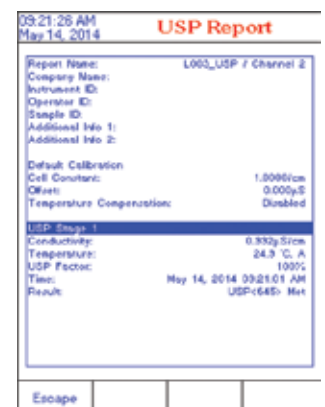 09:21:26 AM
May 14, 2014
USP Report
Report Name: L003_USP / Channel 2
Company Name:
Instrument ID:
Operator ID:
Sample ID:
Additional Info 1:
Additional Info 2:
Default Calibration
Cell Constant: 1.0000/cm
Offset: 0.000µS
Temperature Compensation: Disabled
USP Stage 1
Conductivity: 0.992µS/cm
Temperature: 24.9 °C, A
USP Factor: 100%
Time: May 14, 2014 09:21:01 AM
Result: USP<645> Met
Escape